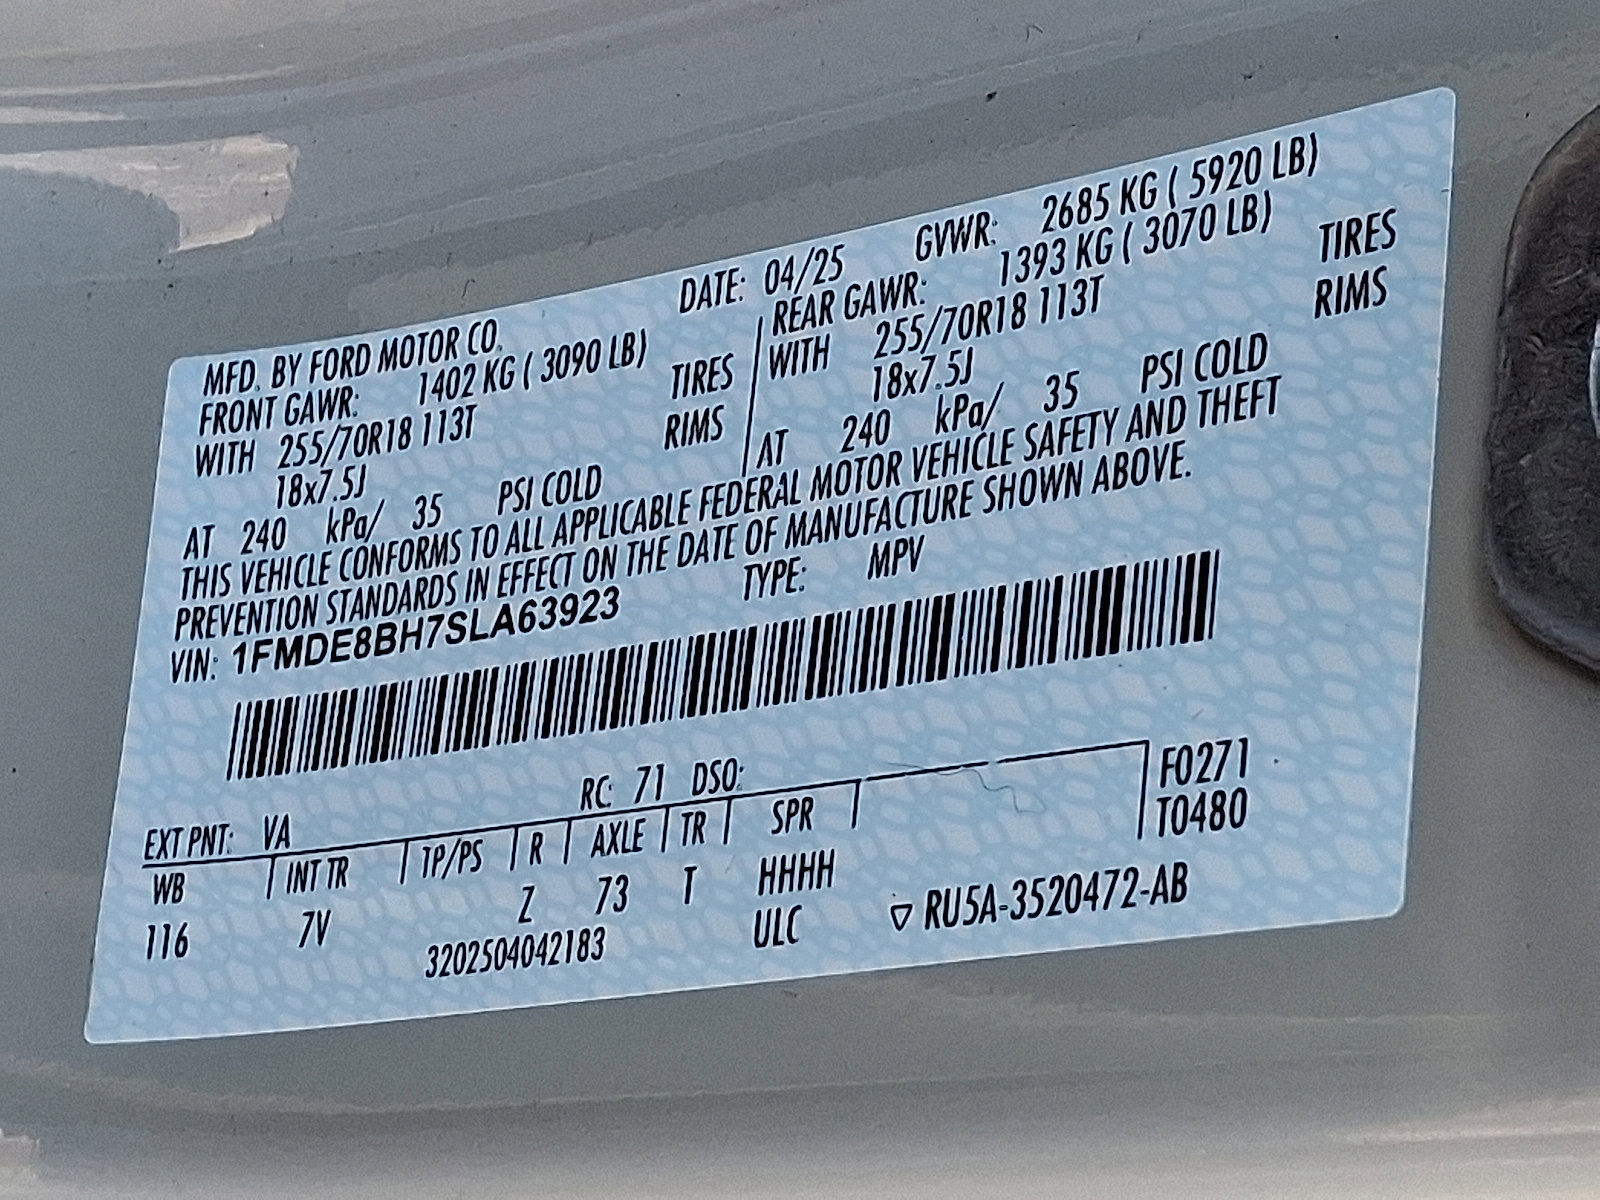 MFD. BY FORD MOTOR CO. DATE: 04/25 GVWR: 2685 KG ( 5920 LB)
FRONT GAWR: 1402 KG ( 3090 LB) REAR GAWR: 1393 KG ( 3070 LB)
WITH 255/70R18 113T TIRES WITH 255/70R18 113T TIRES
18x7.5J RIMS 18x7.5J RIMS
AT 240 kPa/ 35 PSI COLD AT 240 kPa/ 35 PSI COLD
THIS VEHICLE CONFORMS TO ALL APPLICABLE FEDERAL MOTOR VEHICLE SAFETY AND THEFT
PREVENTION STANDARDS IN EFFECT ON THE DATE OF MANUFACTURE SHOWN ABOVE.
VIN: 1FMDE8BH7SLA63923 TYPE: MPV
EXT PNT: VA RC: 71 DSO: F0271
WB INT TR TP/PS R AXLE TR SPR T0480
116 7V Z 73 T HHHH
3202504042183 ULC ▽ RU5A-3520472-AB